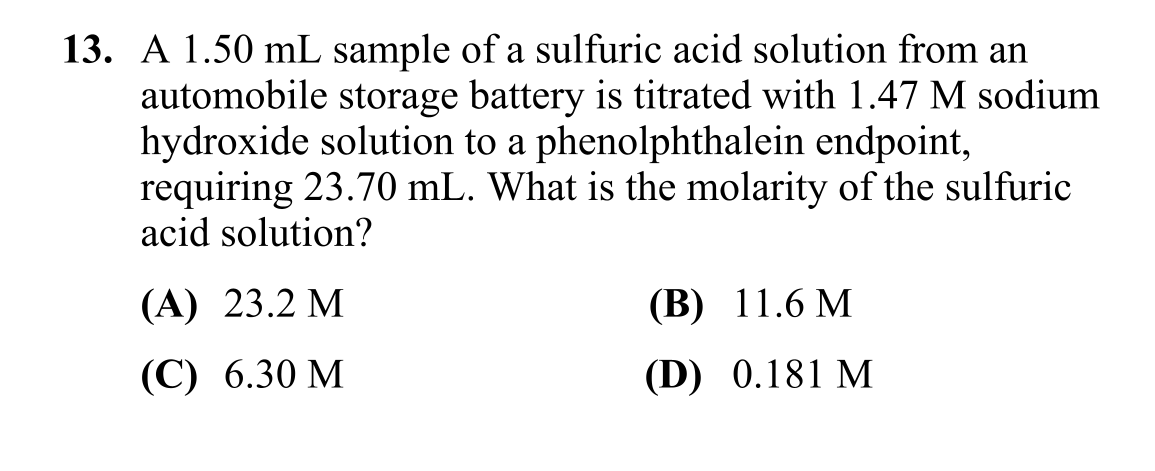 13. A 1.50 mL sample of a sulfuric acid solution from an
automobile storage battery is titrated with 1.47 M sodium
hydroxide solution to a phenolphthalein endpoint,
requiring 23.70 mL. What is the molarity of the sulfuric
acid solution?
(A) 23.2 M (B) 11.6 M
(C) 6.30 M (D) 0.181 M